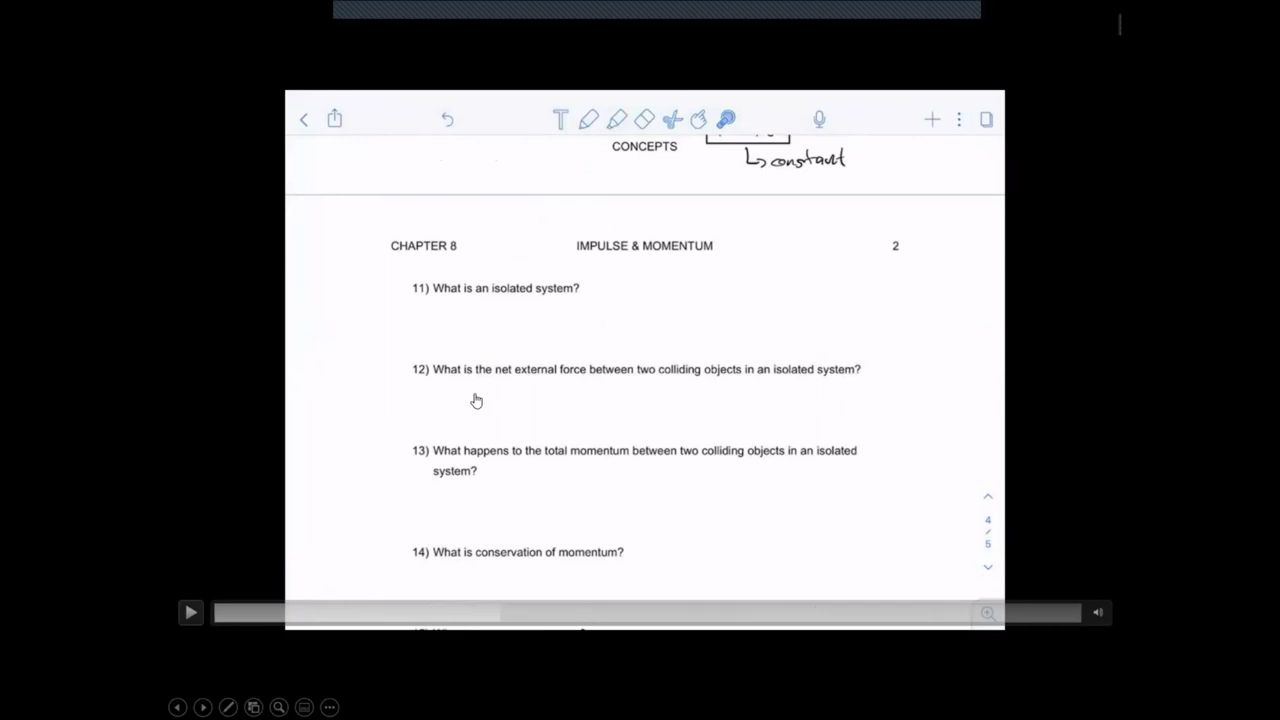 CONCEPTS
↳ constant
CHAPTER 8 IMPULSE & MOMENTUM 2
11) What is an isolated system?
12) What is the net external force between two colliding objects in an isolated system?
13) What happens to the total momentum between two colliding objects in an isolated
system?
4
/
5
14) What is conservation of momentum?